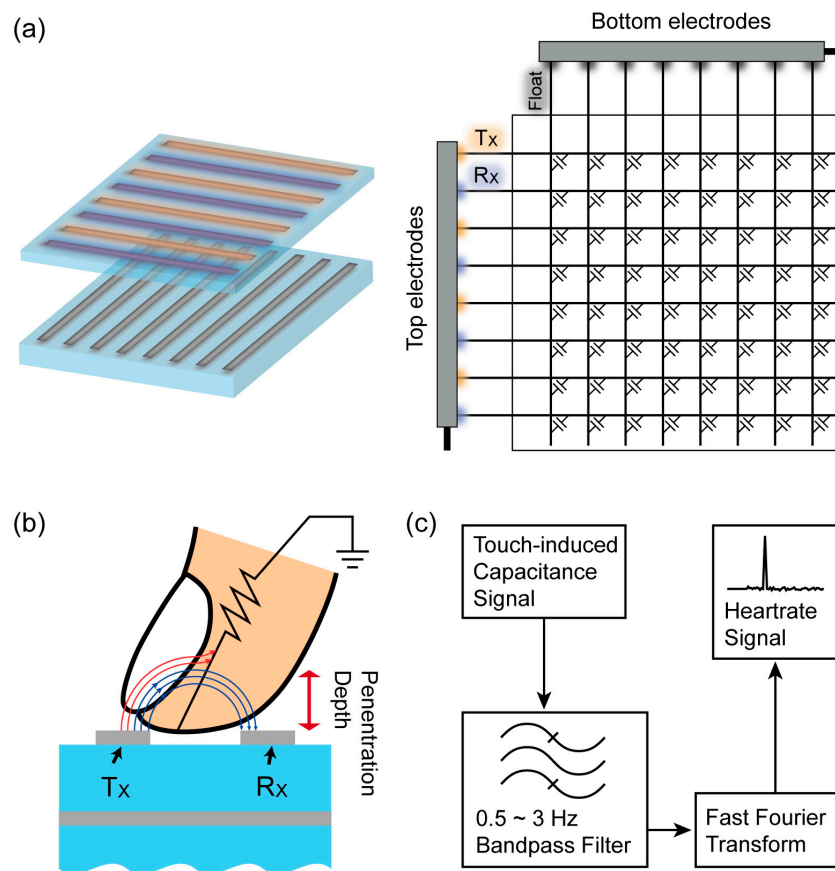 (a)
Bottom electrodes
Float
Tx
Rx
Top electrodes
(b)
Penentration
Depth
Tx
Rx
(c)
Touch-induced
Capacitance
Signal
Heartrate
Signal
0.5 ~ 3 Hz
Bandpass Filter
Fast Fourier
Transform